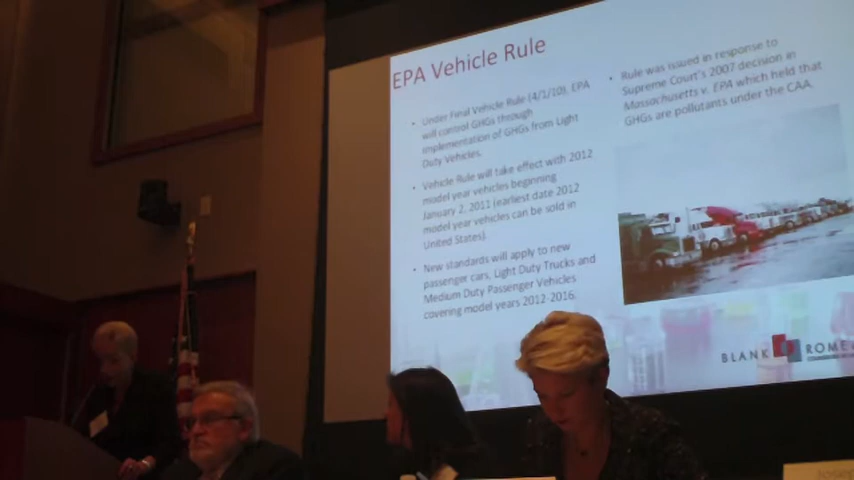 EPA Vehicle Rule
• Under Final Vehicle Rule (4/1/10), EPA
will control GHGs through
implementation of GHGs from Light
Duty Vehicles.
• Vehicle Rule will take effect with 2012
model year vehicles beginning
January 2, 2011 (earliest date 2012
model year vehicles can be sold in
United States).
• New standards will apply to new
passenger cars, Light Duty Trucks and
Medium Duty Passenger Vehicles
covering model years 2012-2016.
• Rule was issued in response to
Supreme Court's 2007 decision in
Massachusetts v. EPA which held that
GHGs are pollutants under the CAA.
BLANK ROME